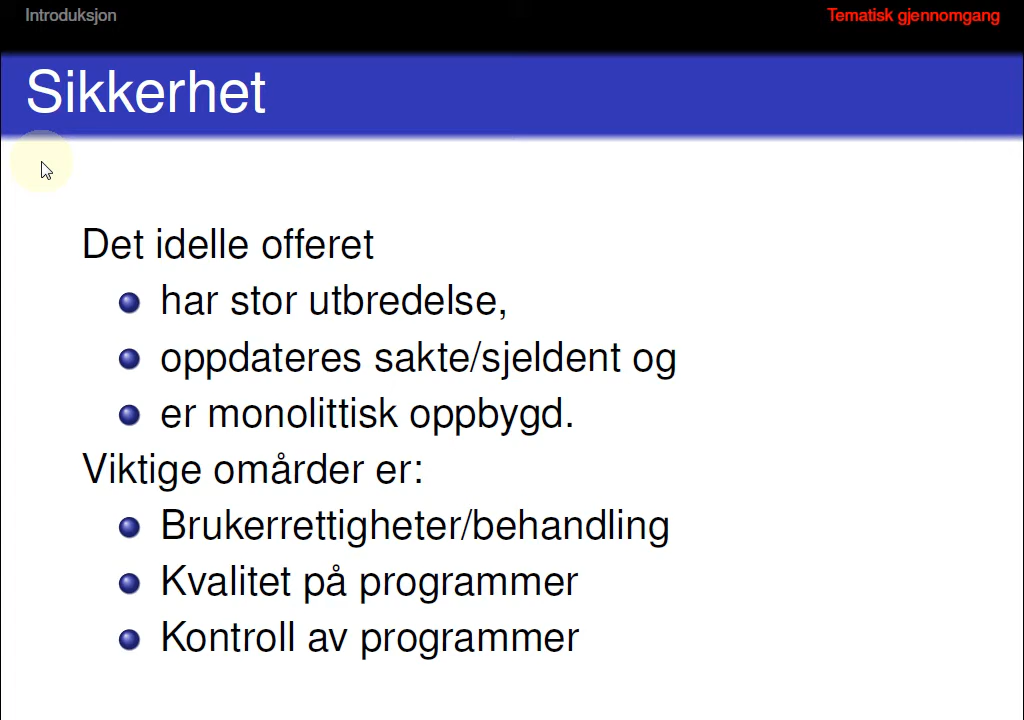 Introduksjon
Tematisk gjennomgang
Sikkerhet
Det idelle offeret
har stor utbredelse,
oppdateres sakte/sjeldent og
er monolittisk oppbygd.
Viktige omårder er:
Brukerrettigheter/behandling
Kvalitet på programmer
Kontroll av programmer